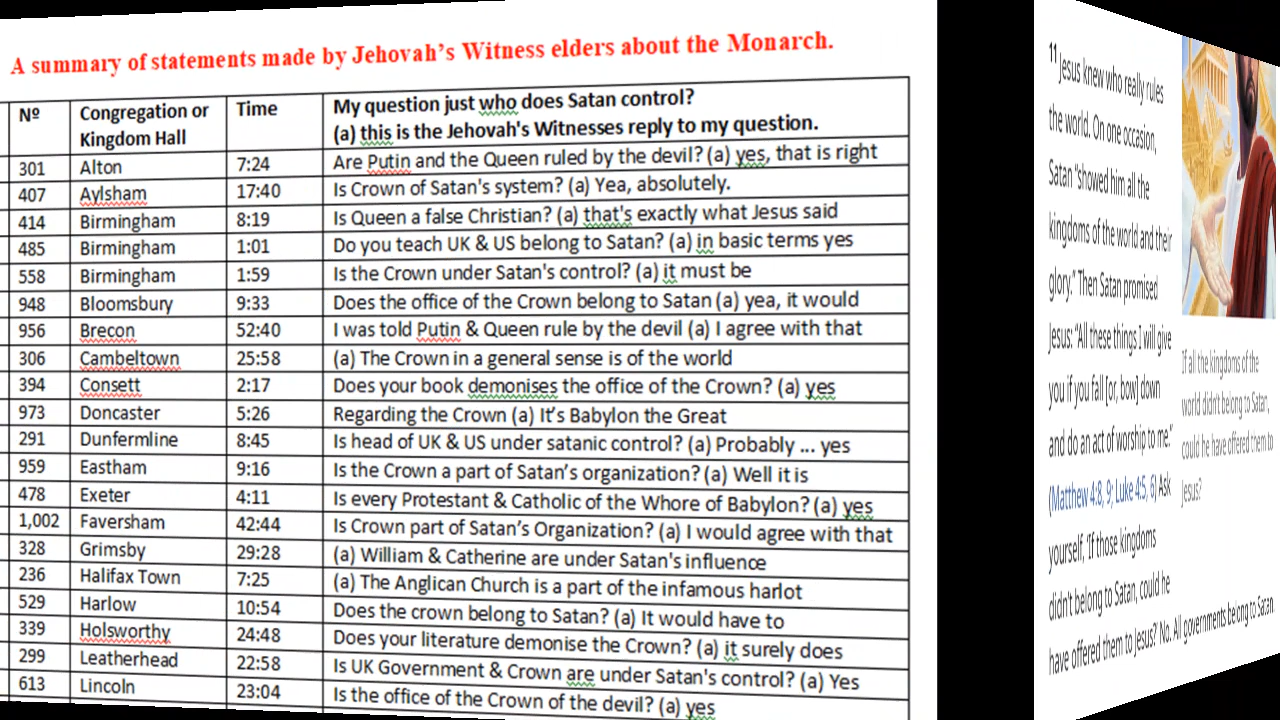 A summary of statements made by Jehovah's Witness elders about the Monarch.
Nº Congregation or Kingdom Hall Time My question just who does Satan control? (a) this is the Jehovah's Witnesses reply to my question.
301 Alton 7:24 Are Putin and the Queen ruled by the devil? (a) yes, that is right
407 Aylsham 17:40 Is Crown of Satan's system? (a) Yea, absolutely.
414 Birmingham 8:19 Is Queen a false Christian? (a) that's exactly what Jesus said
485 Birmingham 1:01 Do you teach UK & US belong to Satan? (a) in basic terms yes
558 Birmingham 1:59 Is the Crown under Satan's control? (a) it must be
948 Bloomsbury 9:33 Does the office of the Crown belong to Satan (a) yea, it would
956 Brecon 52:40 I was told Putin & Queen rule by the devil (a) I agree with that
306 Cambeltown 25:58 (a) The Crown in a general sense is of the world
394 Consett 2:17 Does your book demonises the office of the Crown? (a) yes
973 Doncaster 5:26 Regarding the Crown (a) It's Babylon the Great
291 Dunfermline 8:45 Is head of UK & US under satanic control? (a) Probably ... yes
959 Eastham 9:16 Is the Crown a part of Satan's organization? (a) Well it is
478 Exeter 4:11 Is every Protestant & Catholic of the Whore of Babylon? (a) yes
1,002 Faversham 42:44 Is Crown part of Satan's Organization? (a) I would agree with that
328 Grimsby 29:28 (a) William & Catherine are under Satan's influence
236 Halifax Town 7:25 (a) The Anglican Church is a part of the infamous harlot
529 Harlow 10:54 Does the crown belong to Satan? (a) It would have to
339 Holsworthy 24:48 Does your literature demonise the Crown? (a) it surely does
299 Leatherhead 22:58 Is UK Government & Crown are under Satan's control? (a) Yes
613 Lincoln 23:04 Is the office of the Crown of the devil? (a) yes
11 Jesus knew who really rules
the world. On one occasion,
Satan "showed him all the
kingdoms of the world and their
glory." Then Satan promised
Jesus: "All these things I will give
you if you fall [or, bow] down
and do an act of worship to me."
(Matthew 4:8, 9; Luke 4:5, 6) Ask
yourself, 'If those kingdoms
didn't belong to Satan, could he
have offered them to Jesus? No. All governments belong to Satan.
If all the kingdoms of the
world didn't belong to Satan,
could he have offered them to
Jesus?